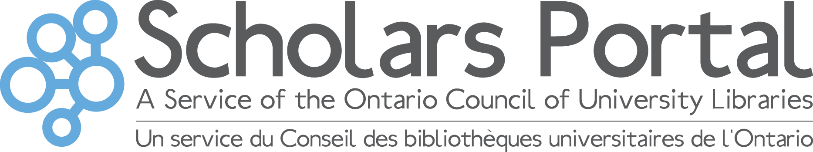 Scholars Portal
A Service of the Ontario Council of University Libraries
Un service du Conseil des bibliothèques universitaires de l'Ontario